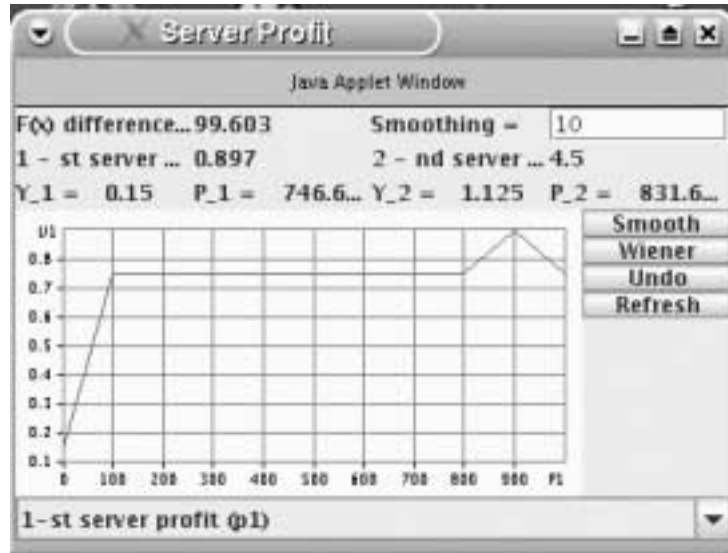 Server Profit
Java Applet Window
F(x) difference... 99.603 Smoothing = 10
1 - st server ... 0.897 2 - nd server ... 4.5
Y_1 = 0.15 P_1 = 746.6... Y_2 = 1.125 P_2 = 831.6...
Smooth
Wiener
Undo
Refresh
p1
0.8
0.7
0.6
0.5
0.4
0.3
0.2
0.1
0 100 200 300 400 500 600 700 800 900 P1
1-st server profit (p1)